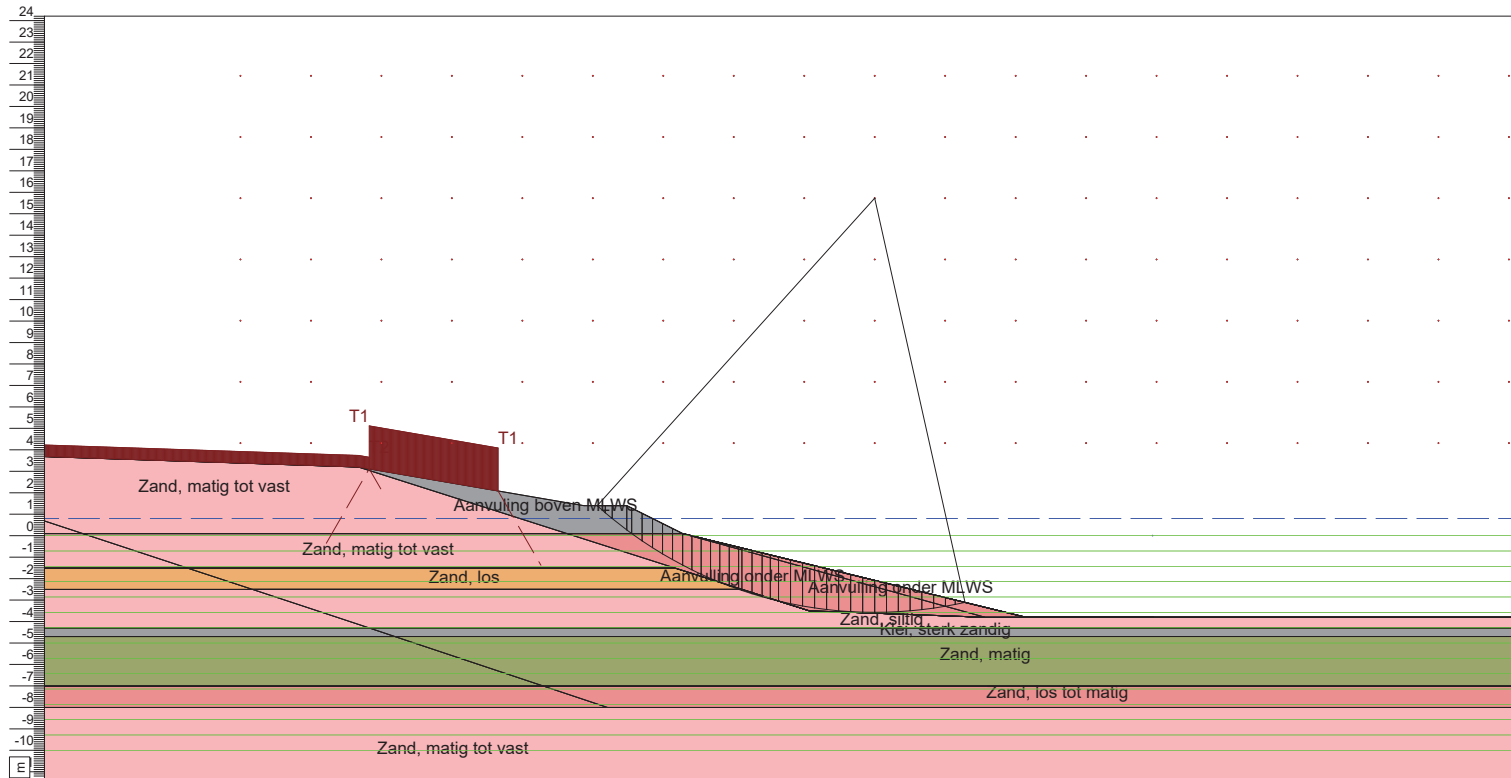 24
23
22
21
20
19
18
17
16
15
14
13
12
11
10
9
8
7
6
5
4
3
2
1
0
-1
-2
-3
-4
-5
-6
-7
-8
-9
-10
m
T1
T1
Zand, matig tot vast
Aanvuling boven MLWS
Zand, matig tot vast
Zand, los
Aanvulling onder MLWS
Aanvulling onder MLWS
Zand, siltig
Klei, sterk zandig
Zand, matig
Zand, los tot matig
Zand, matig tot vast